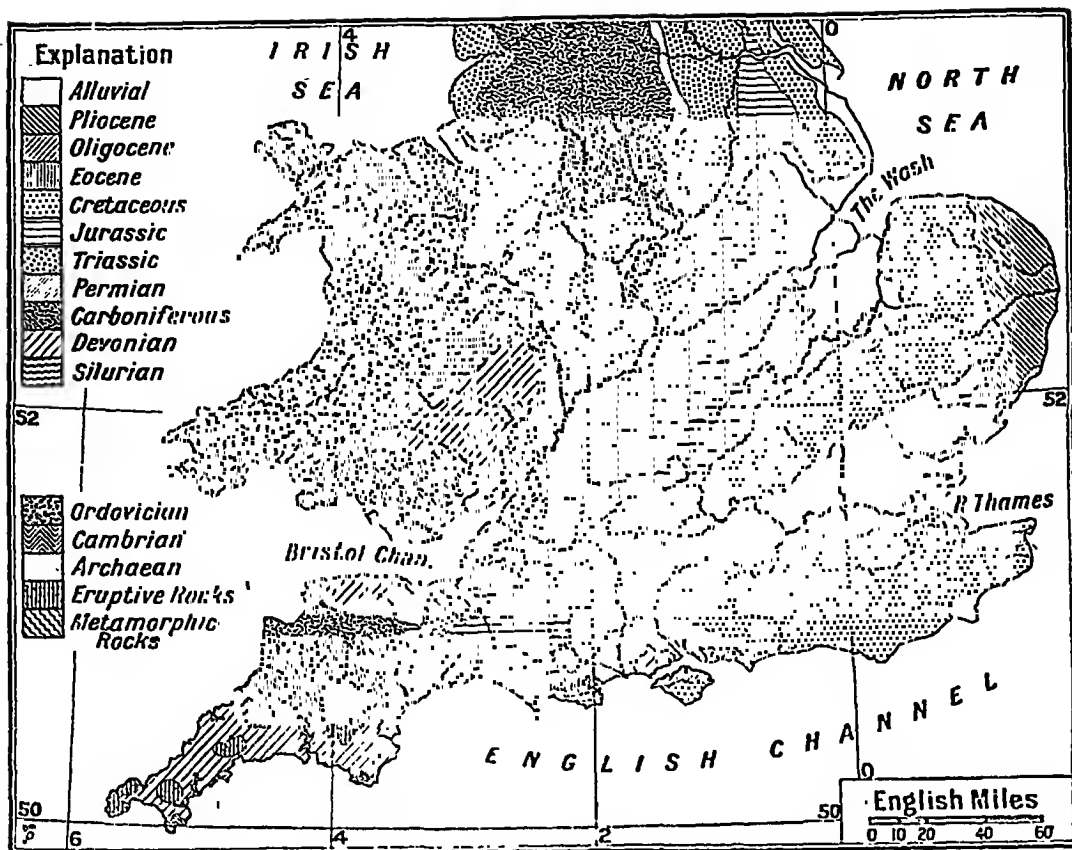 Explanation
Alluvial
Pliocene
Oligocene
Eocene
Cretaceous
Jurassic
Triassic
Permian
Carboniferous
Devonian
Silurian
Ordovician
Cambrian
Archaean
Eruptive Rocks
Metamorphic
Rocks
IRISH
SEA
4
0
NORTH
SEA
The Wash
52
52
R. Thames
Bristol Chan.
ENGLISH CHANNEL
50
6
4
2
50
0
English Miles
0 10 20 40 60